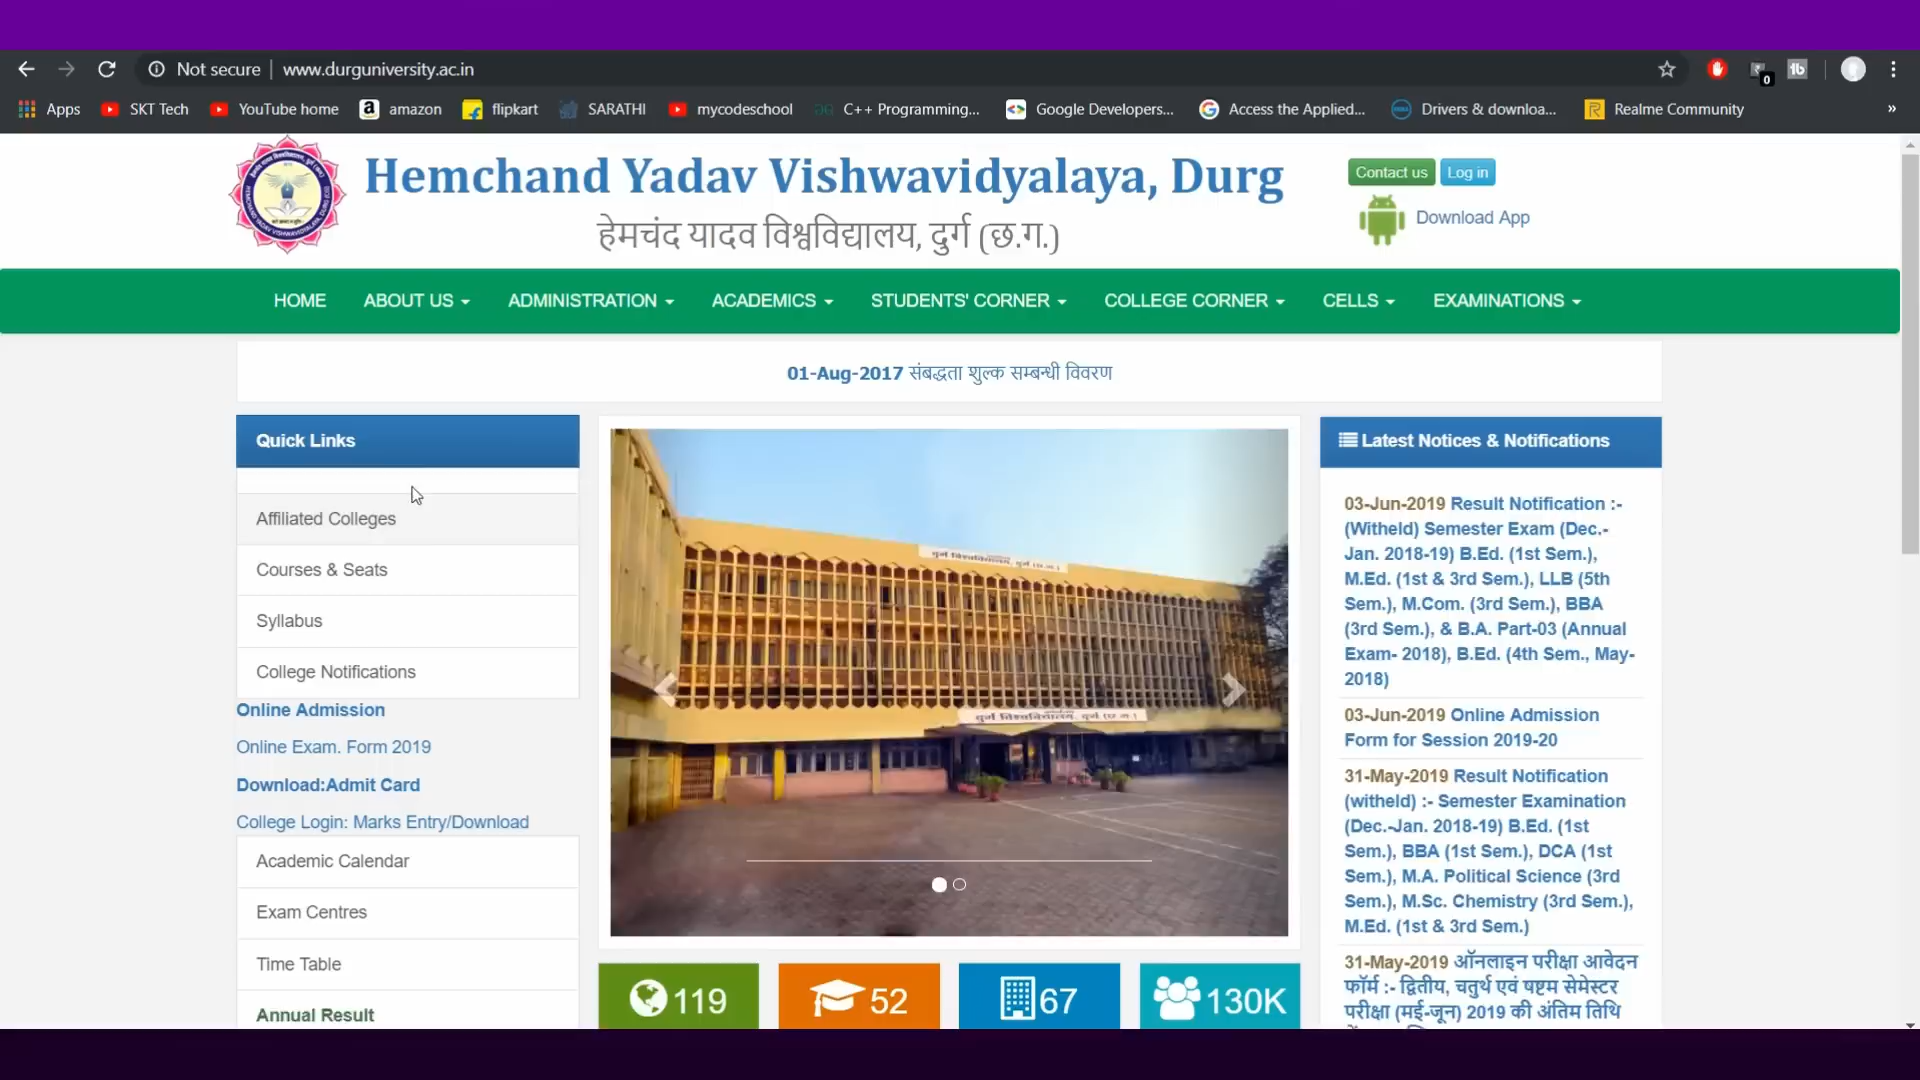 Not secure | www.durguniversity.ac.in
0
Apps SKT Tech YouTube home amazon flipkart SARATHI mycodeschool C++ Programming... Google Developers... Access the Applied... Drivers & downloa... Realme Community »
Hemchand Yadav Vishwavidyalaya, Durg
हेमचंद यादव विश्वविद्यालय, दुर्ग (छ.ग.)
Contact us Log in
Download App
HOME ABOUT US ADMINISTRATION ACADEMICS STUDENTS' CORNER COLLEGE CORNER CELLS EXAMINATIONS
01-Aug-2017 संबद्धता शुल्क सम्बन्धी विवरण
Quick Links
Affiliated Colleges
Courses & Seats
Syllabus
College Notifications
Online Admission
Online Exam. Form 2019
Download:Admit Card
College Login: Marks Entry/Download
Academic Calendar
Exam Centres
Time Table
Annual Result
दुर्ग विश्वविद्यालय, दुर्ग (छ.ग.)
दुर्ग विश्वविद्यालय, दुर्ग (छ.ग.)
119 52 67 130K
Latest Notices & Notifications
03-Jun-2019 Result Notification :-
(Witheld) Semester Exam (Dec.-
Jan. 2018-19) B.Ed. (1st Sem.),
M.Ed. (1st & 3rd Sem.), LLB (5th
Sem.), M.Com. (3rd Sem.), BBA
(3rd Sem.), & B.A. Part-03 (Annual
Exam- 2018), B.Ed. (4th Sem., May-
2018)
03-Jun-2019 Online Admission
Form for Session 2019-20
31-May-2019 Result Notification
(witheld) :- Semester Examination
(Dec.-Jan. 2018-19) B.Ed. (1st
Sem.), BBA (1st Sem.), DCA (1st
Sem.), M.A. Political Science (3rd
Sem.), M.Sc. Chemistry (3rd Sem.),
M.Ed. (1st & 3rd Sem.)
31-May-2019 ऑनलाइन परीक्षा आवेदन
फॉर्म :- द्वितीय, चतुर्थ एवं षष्टम सेमेस्टर
परीक्षा (मई-जून) 2019 की अंतिम तिथि